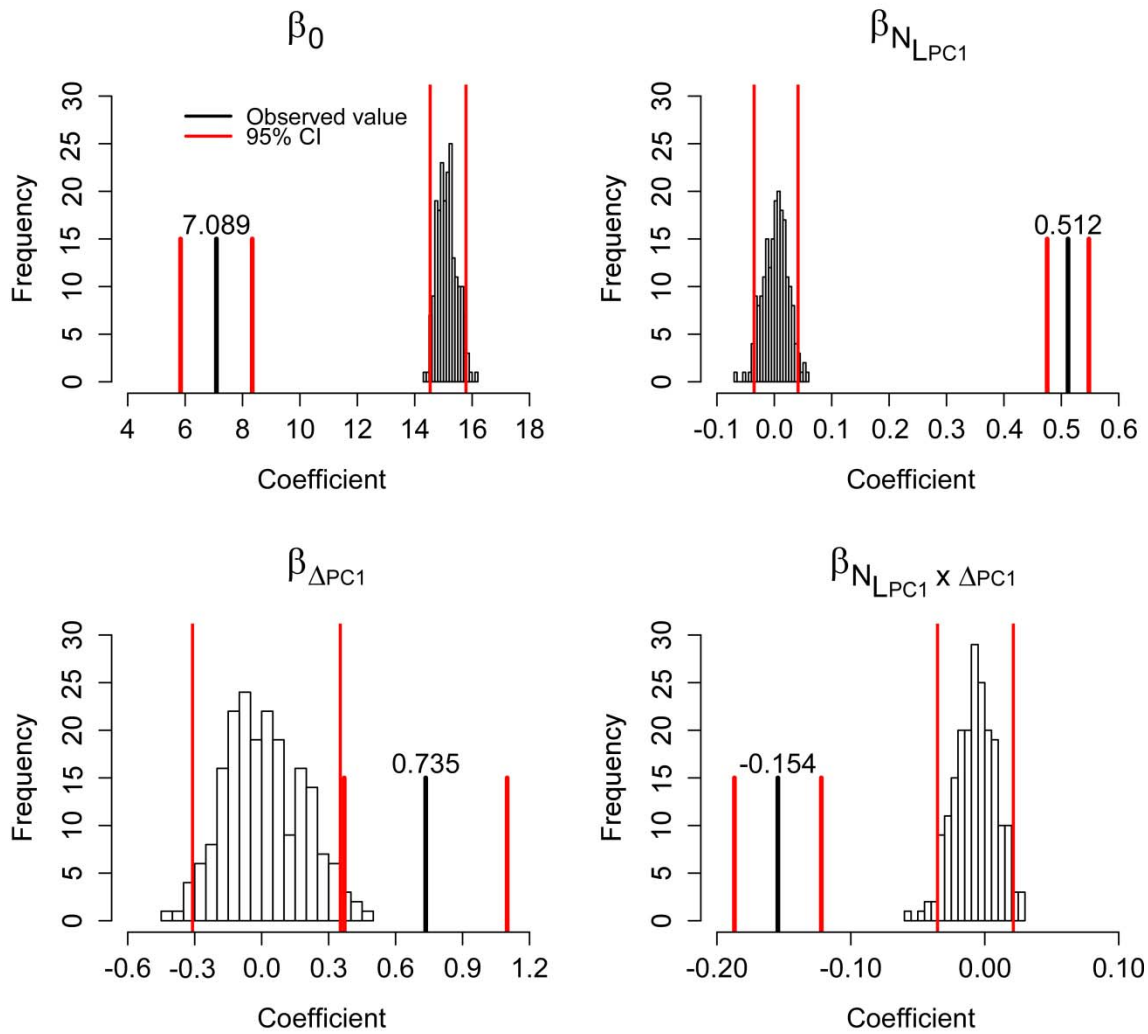 β0
30
25
20
15
10
5
0
Frequency
Observed value
95% CI
7.089
4 6 8 10 12 14 16 18
Coefficient
βNLPC1
30
25
20
15
10
5
0
Frequency
0.512
-0.1 0.0 0.1 0.2 0.3 0.4 0.5 0.6
Coefficient
βΔPC1
30
25
20
15
10
5
0
Frequency
0.735
-0.6 -0.3 0.0 0.3 0.6 0.9 1.2
Coefficient
βNLPC1 x ΔPC1
30
25
20
15
10
5
0
Frequency
-0.154
-0.20 -0.10 0.00 0.10
Coefficient